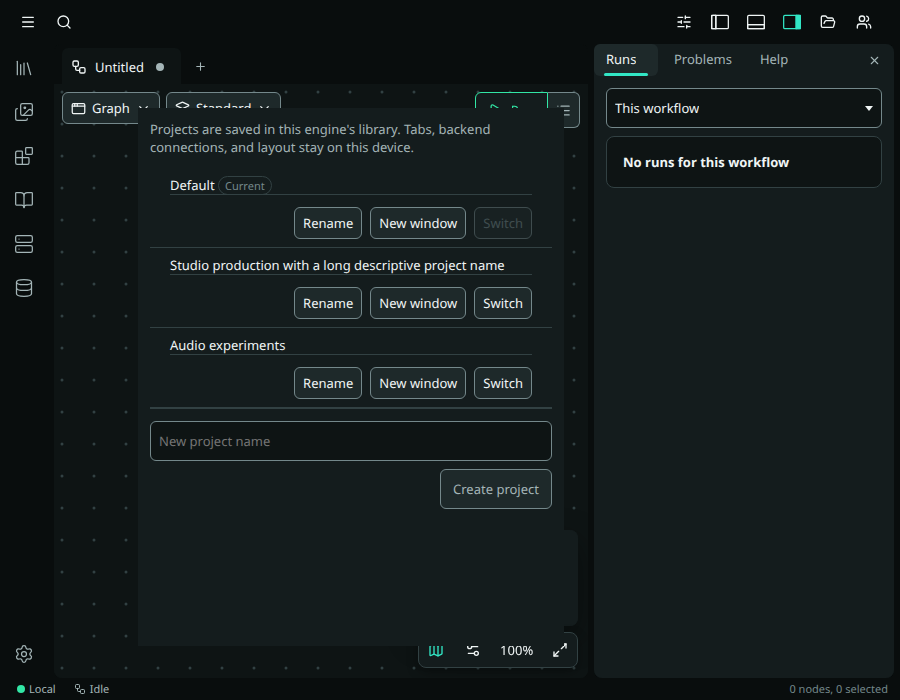 Untitled
Runs
Problems
Help
Graph
Standard
This workflow
No runs for this workflow
Projects are saved in this engine's library. Tabs, backend
connections, and layout stay on this device.
Default Current
Rename
New window
Switch
Studio production with a long descriptive project name
Rename
New window
Switch
Audio experiments
Rename
New window
Switch
New project name
Create project
100%
Local
Idle
0 nodes, 0 selected